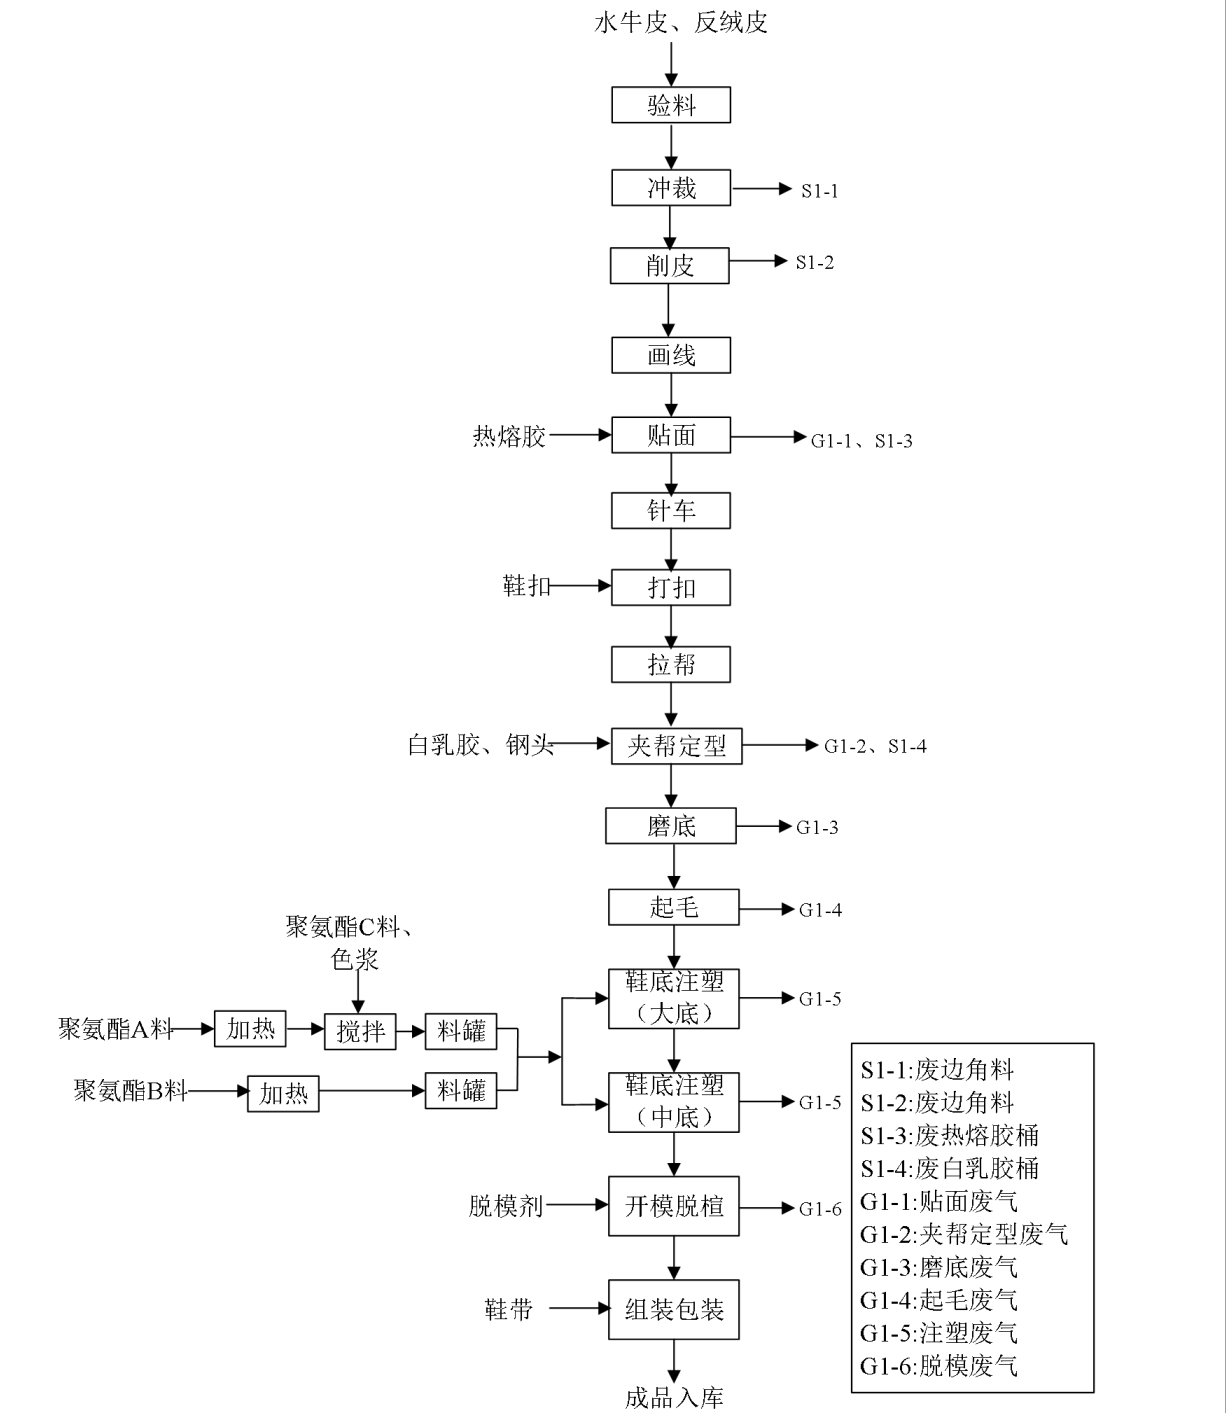 水牛皮、反绒皮
验料
冲裁
S1-1
削皮
S1-2
画线
热熔胶
贴面
G1-1、S1-3
针车
鞋扣
打扣
拉帮
白乳胶、钢头
夹帮定型
G1-2、S1-4
磨底
G1-3
起毛
G1-4
聚氨酯C料、
色浆
鞋底注塑
（大底）
G1-5
聚氨酯A料
加热
搅拌
料罐
聚氨酯B料
加热
料罐
鞋底注塑
（中底）
G1-5
脱模剂
开模脱楦
G1-6
鞋带
组装包装
成品入库
S1-1:废边角料
S1-2:废边角料
S1-3:废热熔胶桶
S1-4:废白乳胶桶
G1-1:贴面废气
G1-2:夹帮定型废气
G1-3:磨底废气
G1-4:起毛废气
G1-5:注塑废气
G1-6:脱模废气